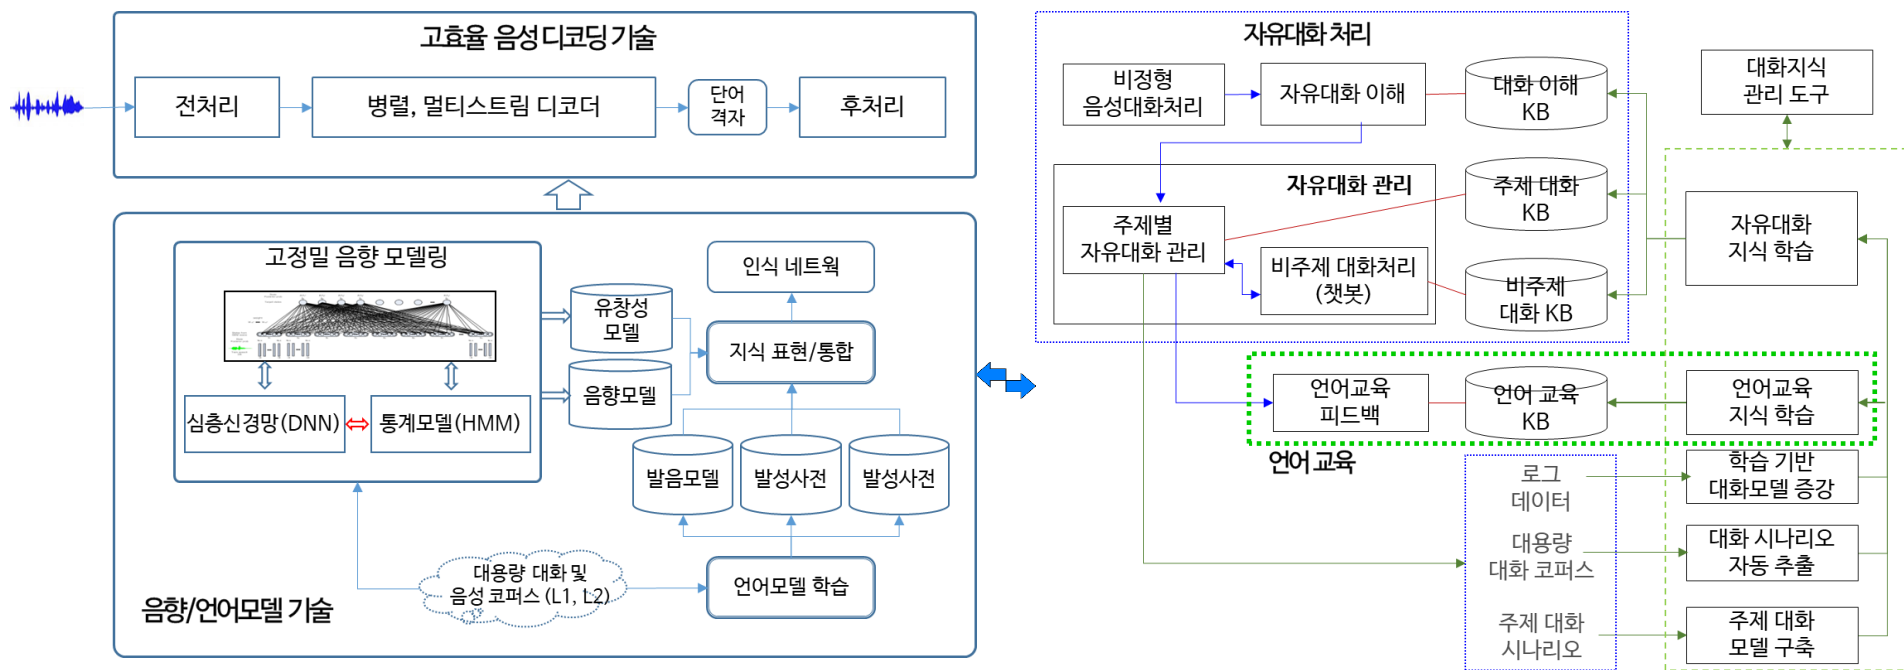 고효율 음성 디코딩 기술
전처리
병렬, 멀티스트림 디코더
단어
격자
후처리
고정밀 음향 모델링
심층신경망(DNN)
통계모델(HMM)
유창성
모델
음향모델
인식 네트웍
지식 표현/통합
발음모델
발성사전
발성사전
대용량 대화 및
음성 코퍼스 (L1, L2)
언어모델 학습
음향/언어모델 기술
자유대화 처리
비정형
음성대화처리
자유대화 이해
대화 이해
KB
자유대화 관리
주제별
자유대화 관리
비주제 대화처리
(챗봇)
주제 대화
KB
비주제
대화 KB
대화지식
관리 도구
자유대화
지식 학습
언어교육
피드백
언어 교육
KB
언어교육
지식 학습
언어 교육
로그
데이터
대용량
대화 코퍼스
주제 대화
시나리오
학습 기반
대화모델 증강
대화 시나리오
자동 추출
주제 대화
모델 구축